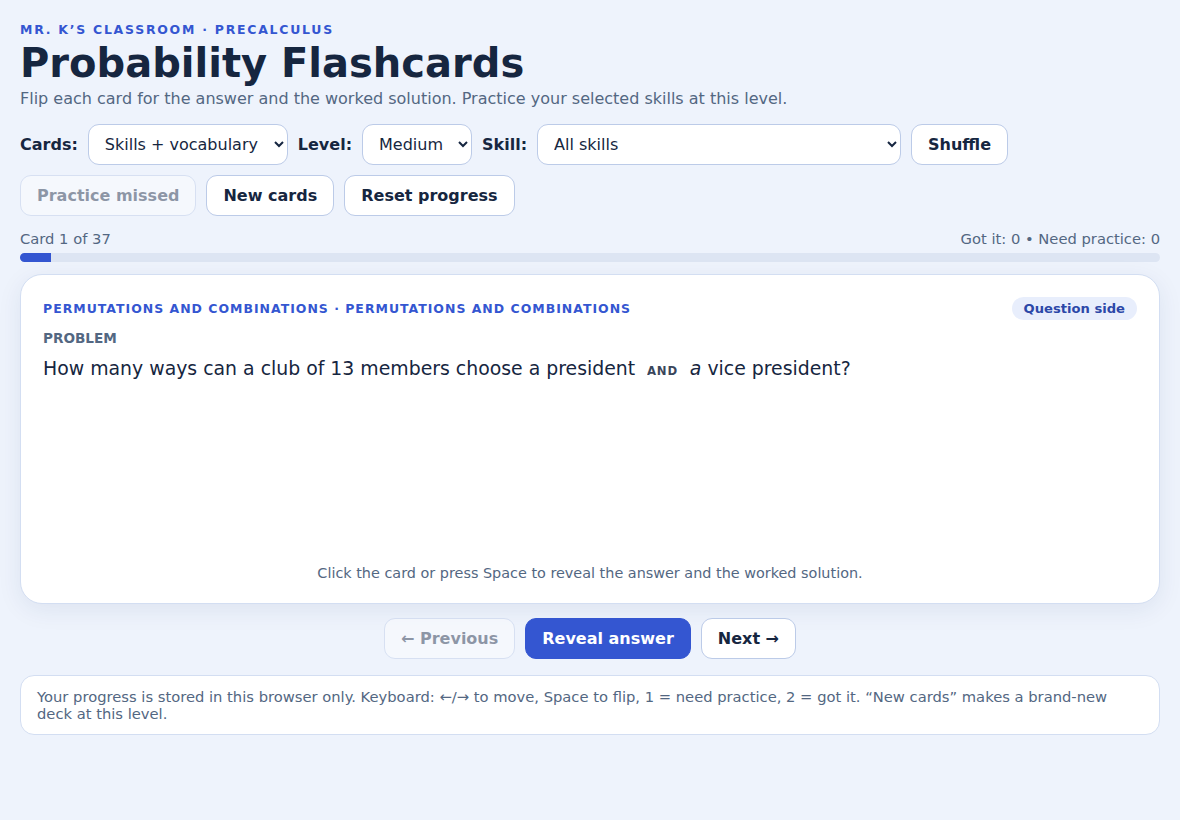 MR. K’S CLASSROOM · PRECALCULUS
Probability Flashcards
Flip each card for the answer and the worked solution. Practice your selected skills at this level.
Cards: Skills + vocabulary Level: Medium Skill: All skills Shuffle
Practice missed New cards Reset progress
Card 1 of 37 Got it: 0 • Need practice: 0
PERMUTATIONS AND COMBINATIONS · PERMUTATIONS AND COMBINATIONS Question side
PROBLEM
How many ways can a club of 13 members choose a president AND a vice president?
Click the card or press Space to reveal the answer and the worked solution.
← Previous Reveal answer Next →
Your progress is stored in this browser only. Keyboard: ←/→ to move, Space to flip, 1 = need practice, 2 = got it. “New cards” makes a brand-new
deck at this level.